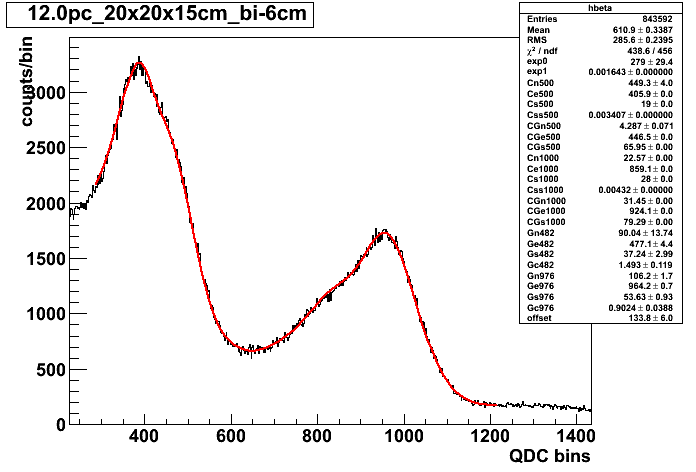 12.0pc_20x20x15cm_bi-6cm
hbeta
Entries 843592
Mean 610.9 ± 0.3387
RMS 285.6 ± 0.2395
χ² / ndf 438.6 / 456
exp0 279 ± 29.4
exp1 0.001643 ± 0.000000
Cn500 449.3 ± 4.0
Ce500 405.9 ± 0.0
Cs500 19 ± 0.0
Css500 0.003407 ± 0.000000
CGn500 4.287 ± 0.071
CGe500 446.5 ± 0.0
CGs500 65.95 ± 0.00
Cn1000 22.57 ± 0.00
Ce1000 859.1 ± 0.0
Cs1000 28 ± 0.0
Css1000 0.00432 ± 0.00000
CGn1000 31.45 ± 0.00
CGe1000 924.1 ± 0.0
CGs1000 79.29 ± 0.00
Gn482 90.04 ± 13.74
Ge482 477.1 ± 4.4
Gs482 37.24 ± 2.99
Gc482 1.493 ± 0.119
Gn976 106.2 ± 1.7
Ge976 964.2 ± 0.7
Gs976 53.63 ± 0.93
Gc976 0.9024 ± 0.0388
offset 133.8 ± 6.0
counts/bin
3000
2500
2000
1500
1000
500
0
400 600 800 1000 1200 1400
QDC bins